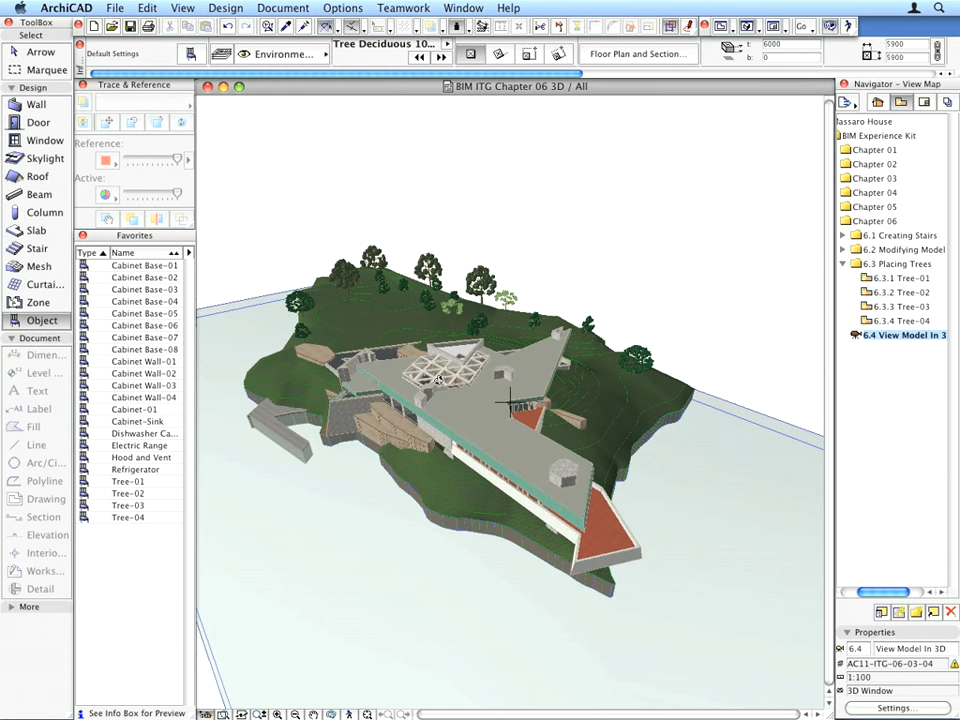 ArchiCAD File Edit View Design Document Options Teamwork Window Help
ToolBox
Select
Arrow
Marquee
Design
Wall
Door
Window
Skylight
Roof
Beam
Column
Slab
Stair
Mesh
Curtai...
Zone
Object
Document
Dimen...
Level ...
Text
Label
Fill
Line
Arc/Ci...
Polyline
Drawing
Section
Elevation
Interio...
Works...
Detail
More
Go...
Default Settings
Environme...
Tree Deciduous 10...
Floor Plan and Section...
t: 6000
b: 0
5900
5900
Trace & Reference
Reference:
Active:
Favorites
Type Name
Cabinet Base-01
Cabinet Base-02
Cabinet Base-03
Cabinet Base-04
Cabinet Base-05
Cabinet Base-06
Cabinet Base-07
Cabinet Base-08
Cabinet Wall-01
Cabinet Wall-02
Cabinet Wall-03
Cabinet Wall-04
Cabinet-01
Cabinet-Sink
Dishwasher Ca...
Electric Range
Hood and Vent
Refrigerator
Tree-01
Tree-02
Tree-03
Tree-04
See Info Box for Preview
BIM ITG Chapter 06 3D / All
Navigator - View Map
assaro House
BIM Experience Kit
Chapter 01
Chapter 02
Chapter 03
Chapter 04
Chapter 05
Chapter 06
6.1 Creating Stairs
6.2 Modifying Model
6.3 Placing Trees
6.3.1 Tree-01
6.3.2 Tree-02
6.3.3 Tree-03
6.3.4 Tree-04
6.4 View Model In 3
Properties
6.4 View Model In 3D
AC11-ITG-06-03-04
1:100
3D Window
Settings...